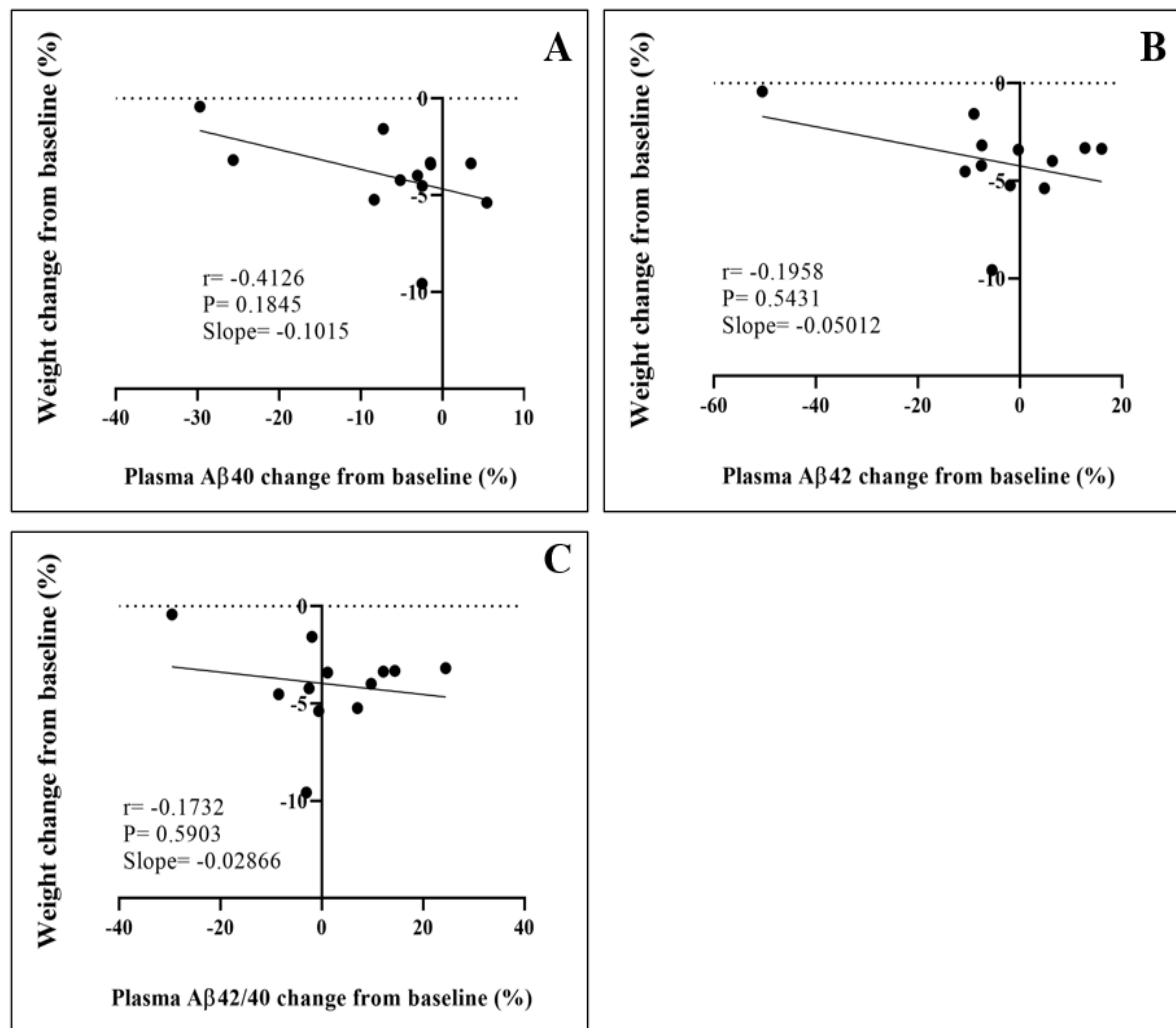 A
Weight change from baseline (%)
0
-5
-10
r= -0.4126
P= 0.1845
Slope= -0.1015
-40 -30 -20 -10 0 10
Plasma Aβ40 change from baseline (%)
B
Weight change from baseline (%)
0
-5
-10
r= -0.1958
P= 0.5431
Slope= -0.05012
-60 -40 -20 0 20
Plasma Aβ42 change from baseline (%)
C
Weight change from baseline (%)
0
-5
-10
r= -0.1732
P= 0.5903
Slope= -0.02866
-40 -20 0 20 40
Plasma Aβ42/40 change from baseline (%)